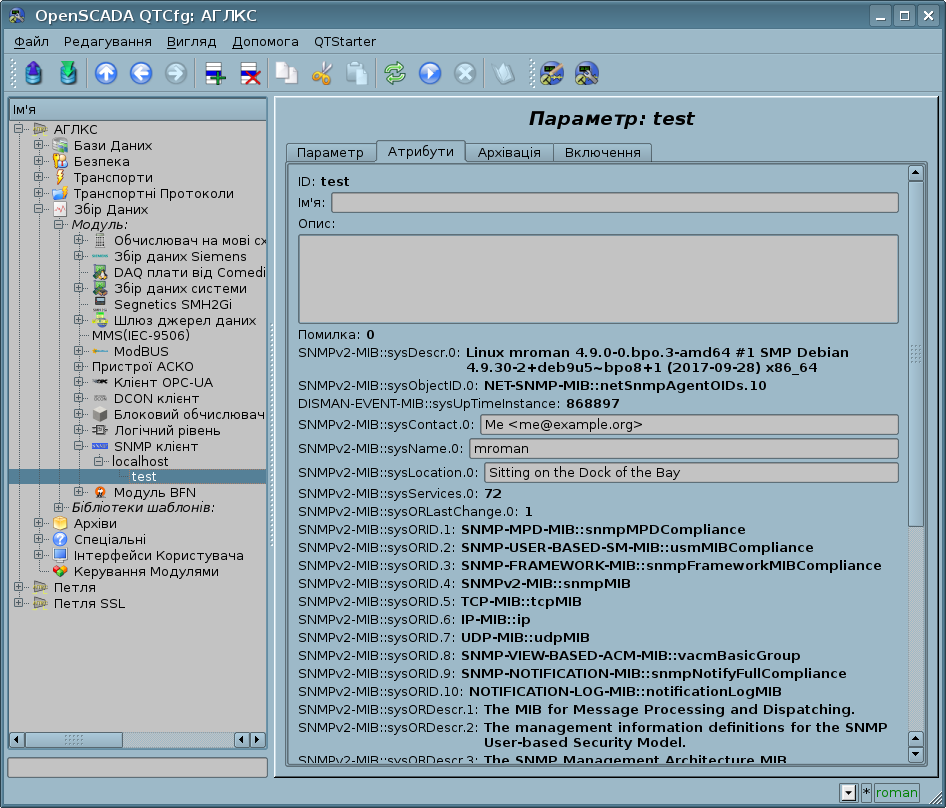 OpenSCADA QTCfg: АГЛКС
Файл Редагування Вигляд Допомога QTStarter
Ім'я
АГЛКС
Бази Даних
Безпека
Транспорти
Транспортні Протоколи
Збір Даних
Модуль:
Обчислювач на мові сх
Збір даних Siemens
DAQ плати від Comedi
Збір даних системи
Segnetics SMH2Gi
Шлюз джерел даних
MMS(IEC-9506)
ModBUS
Пристрої АСКО
Клієнт OPC-UA
DCON клієнт
Блоковий обчислювач
Логічний рівень
SNMP клієнт
localhost
test
Модуль BFN
Бібліотеки шаблонів:
Архіви
Спеціальні
Інтерфейси Користувача
Керування Модулями
Петля
Петля SSL
Параметр: test
Параметр Атрибути Архівація Включення
ID: test
Ім'я:
Опис:
Помилка: 0
SNMPv2-MIB::sysDescr.0: Linux mroman 4.9.0-0.bpo.3-amd64 #1 SMP Debian
4.9.30-2+deb9u5~bpo8+1 (2017-09-28) x86_64
SNMPv2-MIB::sysObjectID.0: NET-SNMP-MIB::netSnmpAgentOIDs.10
DISMAN-EVENT-MIB::sysUpTimeInstance: 868897
SNMPv2-MIB::sysContact.0: Me <me@example.org>
SNMPv2-MIB::sysName.0: mroman
SNMPv2-MIB::sysLocation.0: Sitting on the Dock of the Bay
SNMPv2-MIB::sysServices.0: 72
SNMPv2-MIB::sysORLastChange.0: 1
SNMPv2-MIB::sysORID.1: SNMP-MPD-MIB::snmpMPDCompliance
SNMPv2-MIB::sysORID.2: SNMP-USER-BASED-SM-MIB::usmMIBCompliance
SNMPv2-MIB::sysORID.3: SNMP-FRAMEWORK-MIB::snmpFrameworkMIBCompliance
SNMPv2-MIB::sysORID.4: SNMPv2-MIB::snmpMIB
SNMPv2-MIB::sysORID.5: TCP-MIB::tcpMIB
SNMPv2-MIB::sysORID.6: IP-MIB::ip
SNMPv2-MIB::sysORID.7: UDP-MIB::udpMIB
SNMPv2-MIB::sysORID.8: SNMP-VIEW-BASED-ACM-MIB::vacmBasicGroup
SNMPv2-MIB::sysORID.9: SNMP-NOTIFICATION-MIB::snmpNotifyFullCompliance
SNMPv2-MIB::sysORID.10: NOTIFICATION-LOG-MIB::notificationLogMIB
SNMPv2-MIB::sysORDescr.1: The MIB for Message Processing and Dispatching.
SNMPv2-MIB::sysORDescr.2: The management information definitions for the SNMP
User-based Security Model.
SNMPv2-MIB::sysORDescr.3: The SNMP Management Architecture MIB.
* roman